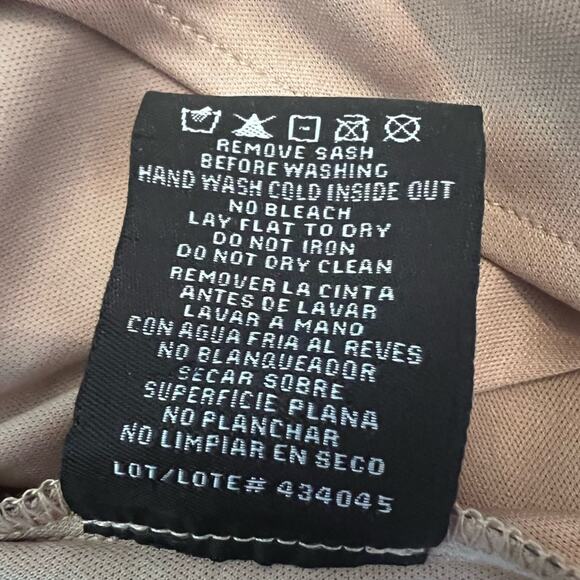 REMOVE SASH
BEFORE WASHING
HAND WASH COLD INSIDE OUT
NO BLEACH
LAY FLAT TO DRY
DO NOT IRON
DO NOT DRY CLEAN
REMOVER LA CINTA
ANTES DE LAVAR
LAVAR A MANO
CON AGUA FRIA AL REVES
NO BLANQUEADOR
SECAR SOBRE
SUPERFICIE PLANA
NO PLANCHAR
NO LIMPIAR EN SECO
LOT/LOTE# 434045